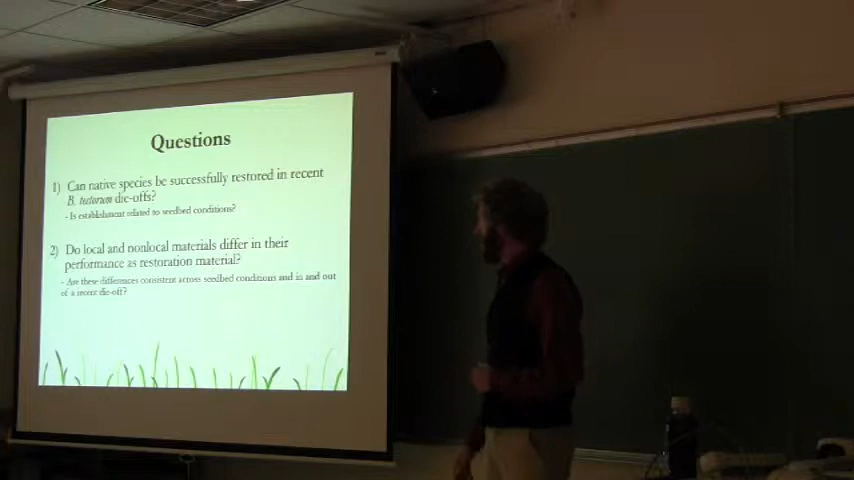 Questions
1) Can native species be successfully restored in recent
B. tectorum die-offs?
- Is establishment related to seedbed conditions?
2) Do local and nonlocal materials differ in their
performance as restoration material?
- Are these differences consistent across seedbed conditions and in and out
of a recent die-off?